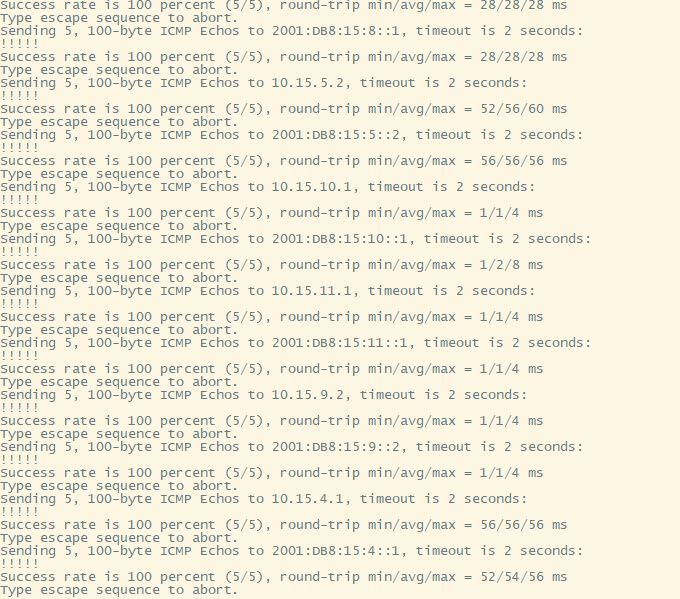 Success rate is 100 percent (5/5), round-trip min/avg/max = 28/28/28 ms
Type escape sequence to abort.
Sending 5, 100-byte ICMP Echos to 2001:DB8:15:8::1, timeout is 2 seconds:
!!!!!
Success rate is 100 percent (5/5), round-trip min/avg/max = 28/28/28 ms
Type escape sequence to abort.
Sending 5, 100-byte ICMP Echos to 10.15.5.2, timeout is 2 seconds:
!!!!!
Success rate is 100 percent (5/5), round-trip min/avg/max = 52/56/60 ms
Type escape sequence to abort.
Sending 5, 100-byte ICMP Echos to 2001:DB8:15:5::2, timeout is 2 seconds:
!!!!!
Success rate is 100 percent (5/5), round-trip min/avg/max = 56/56/56 ms
Type escape sequence to abort.
Sending 5, 100-byte ICMP Echos to 10.15.10.1, timeout is 2 seconds:
!!!!!
Success rate is 100 percent (5/5), round-trip min/avg/max = 1/1/4 ms
Type escape sequence to abort.
Sending 5, 100-byte ICMP Echos to 2001:DB8:15:10::1, timeout is 2 seconds:
!!!!!
Success rate is 100 percent (5/5), round-trip min/avg/max = 1/2/8 ms
Type escape sequence to abort.
Sending 5, 100-byte ICMP Echos to 10.15.11.1, timeout is 2 seconds:
!!!!!
Success rate is 100 percent (5/5), round-trip min/avg/max = 1/1/4 ms
Type escape sequence to abort.
Sending 5, 100-byte ICMP Echos to 2001:DB8:15:11::1, timeout is 2 seconds:
!!!!!
Success rate is 100 percent (5/5), round-trip min/avg/max = 1/1/4 ms
Type escape sequence to abort.
Sending 5, 100-byte ICMP Echos to 10.15.9.2, timeout is 2 seconds:
!!!!!
Success rate is 100 percent (5/5), round-trip min/avg/max = 1/1/4 ms
Type escape sequence to abort.
Sending 5, 100-byte ICMP Echos to 2001:DB8:15:9::2, timeout is 2 seconds:
!!!!!
Success rate is 100 percent (5/5), round-trip min/avg/max = 1/1/4 ms
Type escape sequence to abort.
Sending 5, 100-byte ICMP Echos to 10.15.4.1, timeout is 2 seconds:
!!!!!
Success rate is 100 percent (5/5), round-trip min/avg/max = 56/56/56 ms
Type escape sequence to abort.
Sending 5, 100-byte ICMP Echos to 2001:DB8:15:4::1, timeout is 2 seconds:
!!!!!
Success rate is 100 percent (5/5), round-trip min/avg/max = 52/54/56 ms
Type escape sequence to abort.